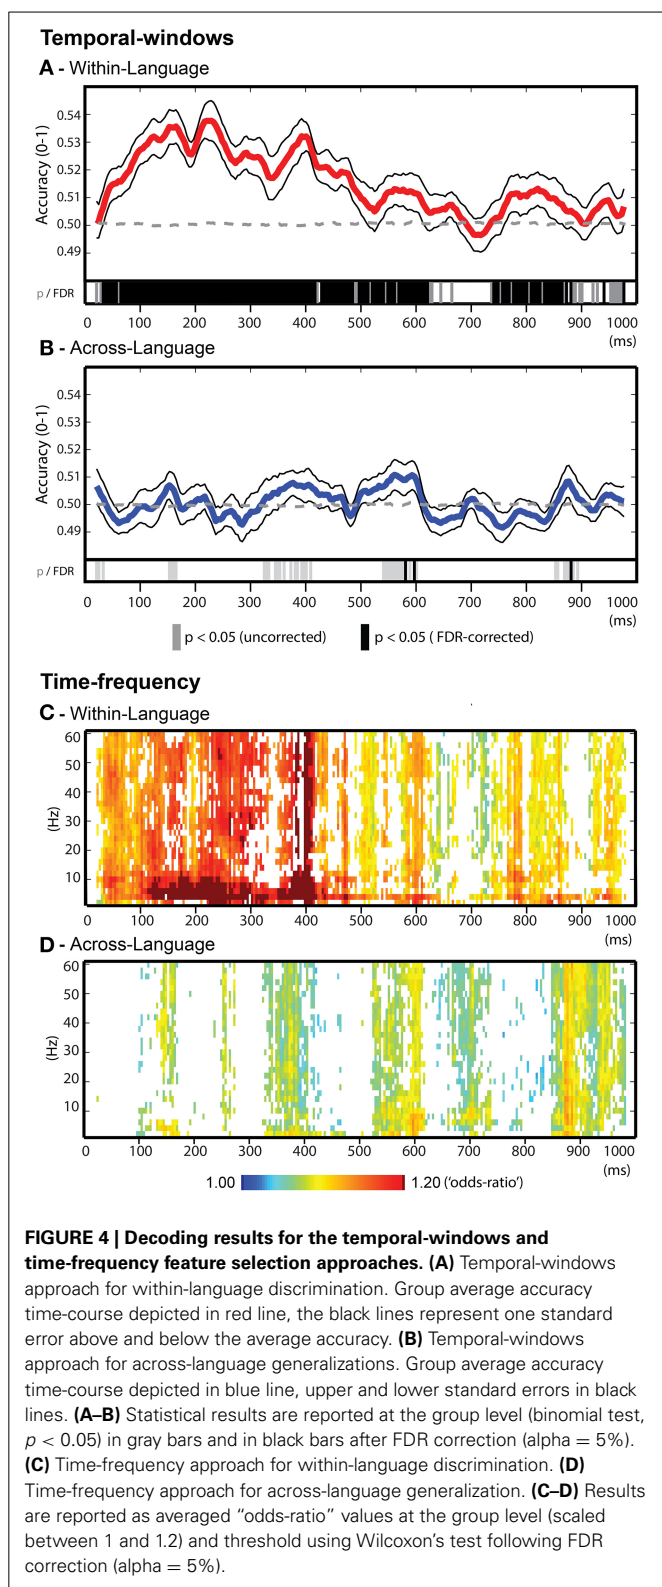 Temporal-windows
A - Within-Language
Accuracy (0-1)
0.54
0.53
0.52
0.51
0.50
0.49
p / FDR
0 100 200 300 400 500 600 700 800 900 1000
(ms)
B - Across-Language
Accuracy (0-1)
0.54
0.53
0.52
0.51
0.50
0.49
p / FDR
0 100 200 300 400 500 600 700 800 900 1000
(ms)
p < 0.05 (uncorrected) p < 0.05 ( FDR-corrected)
Time-frequency
C - Within-Language
(Hz)
60
50
40
30
20
10
0 100 200 300 400 500 600 700 800 900 1000
(ms)
D - Across-Language
(Hz)
60
50
40
30
20
10
0 100 200 300 400 500 600 700 800 900 1000
(ms)
1.00 1.20 ('odds-ratio')
FIGURE 4 | Decoding results for the temporal-windows and
time-frequency feature selection approaches. (A) Temporal-windows
approach for within-language discrimination. Group average accuracy
time-course depicted in red line, the black lines represent one standard
error above and below the average accuracy. (B) Temporal-windows
approach for across-language generalizations. Group average accuracy
time-course depicted in blue line, upper and lower standard errors in black
lines. (A–B) Statistical results are reported at the group level (binomial test,
p < 0.05) in gray bars and in black bars after FDR correction (alpha = 5%).
(C) Time-frequency approach for within-language discrimination. (D)
Time-frequency approach for across-language generalization. (C–D) Results
are reported as averaged “odds-ratio” values at the group level (scaled
between 1 and 1.2) and threshold using Wilcoxon's test following FDR
correction (alpha = 5%).